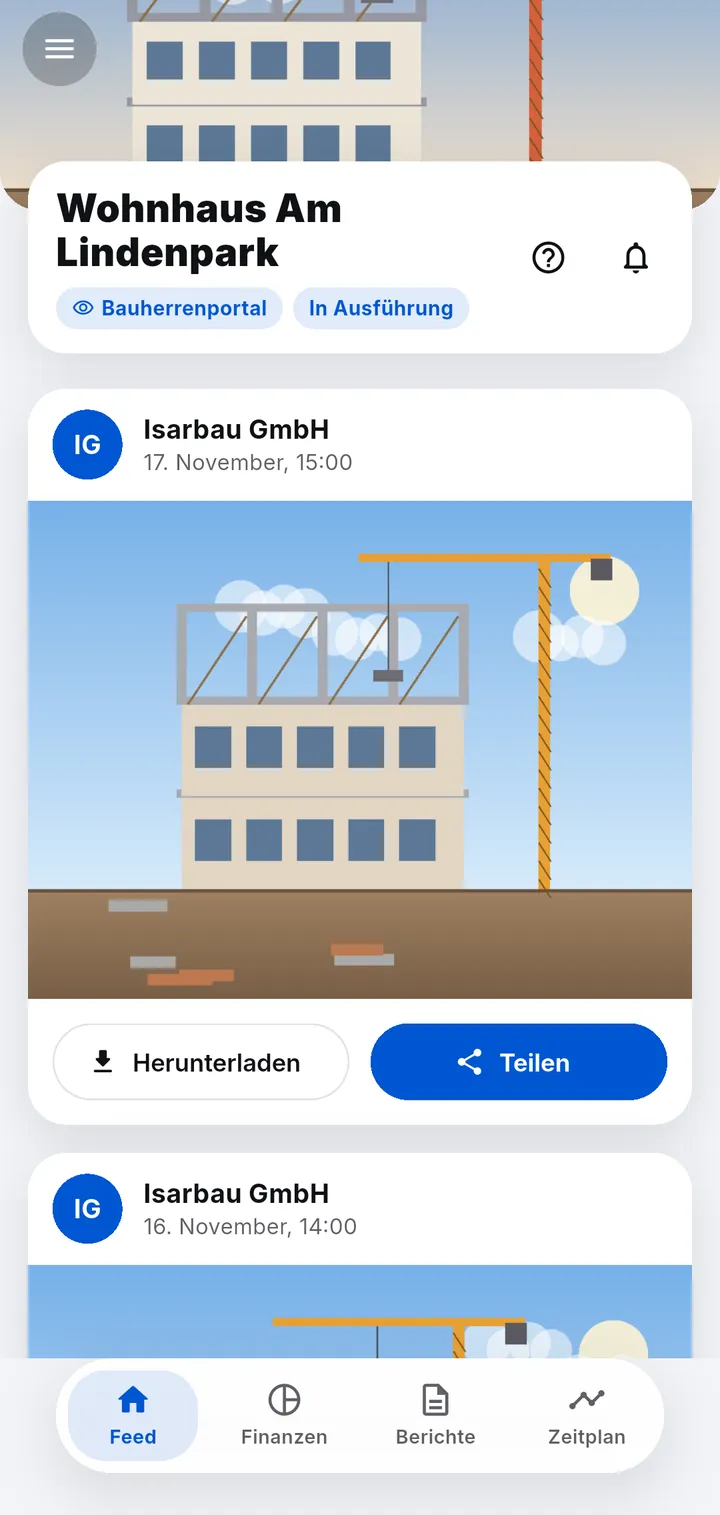 Wohnhaus Am
Lindenpark
Bauherrenportal
In Ausführung
IG
Isarbau GmbH
17. November, 15:00
Herunterladen
Teilen
IG
Isarbau GmbH
16. November, 14:00
Feed
Finanzen
Berichte
Zeitplan